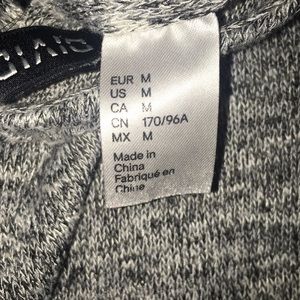 EUR M
US M
CA M
CN 170/96A
MX M
Made in
China
Fabriqué en
Chine